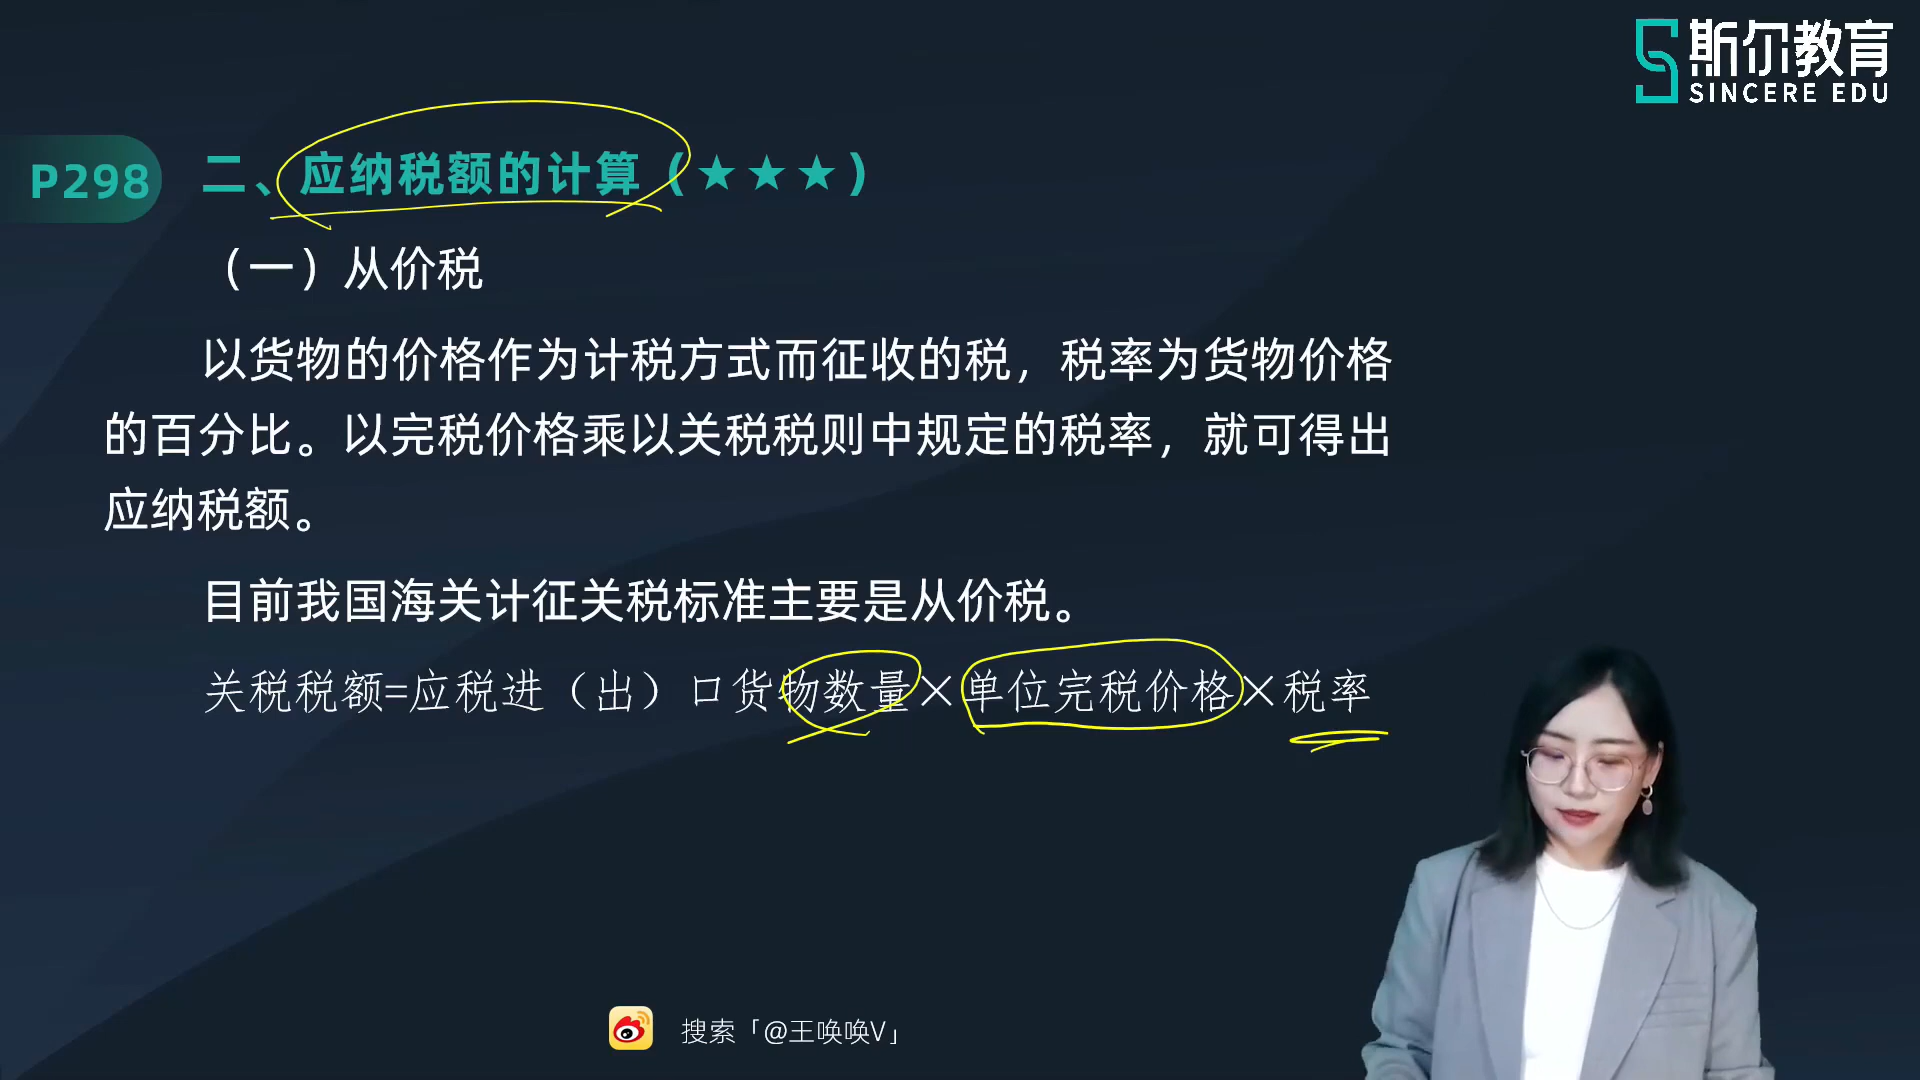 斯尔教育
SINCERE EDU
P298
二、应纳税额的计算（★★★）
（一）从价税
以货物的价格作为计税方式而征收的税，税率为货物价格
的百分比。以完税价格乘以关税税则中规定的税率，就可得出
应纳税额。
目前我国海关计征关税标准主要是从价税。
关税税额=应税进（出）口货物数量×单位完税价格×税率
搜索「@王唤唤V」